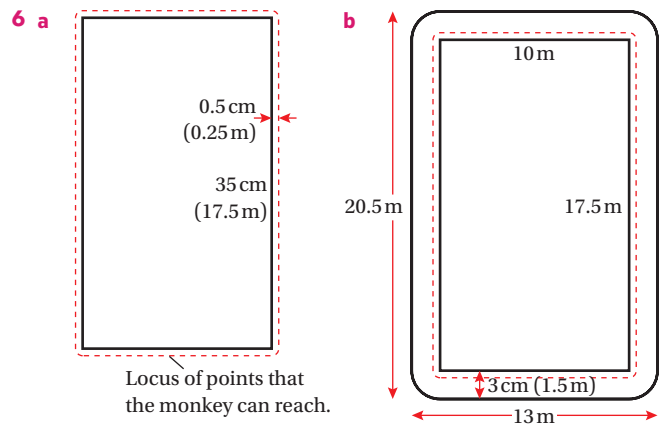 6 a
0.5 cm
(0.25 m)
35 cm
(17.5 m)
Locus of points that
the monkey can reach.
b
10 m
20.5 m
17.5 m
3 cm (1.5 m)
13 m